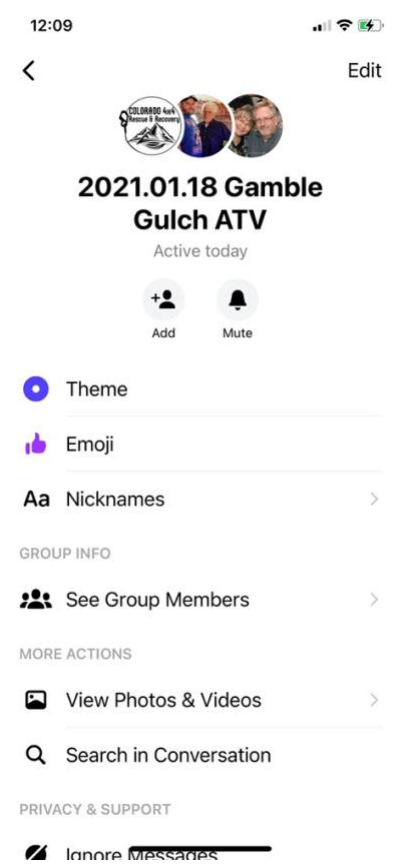 12:09
Edit
COLORADO 4x4
Rescue & Recovery
2021.01.18 Gamble
Gulch ATV
Active today
Add
Mute
Theme
Emoji
Aa Nicknames
GROUP INFO
See Group Members
MORE ACTIONS
View Photos & Videos
Search in Conversation
PRIVACY & SUPPORT
Ignore Messages